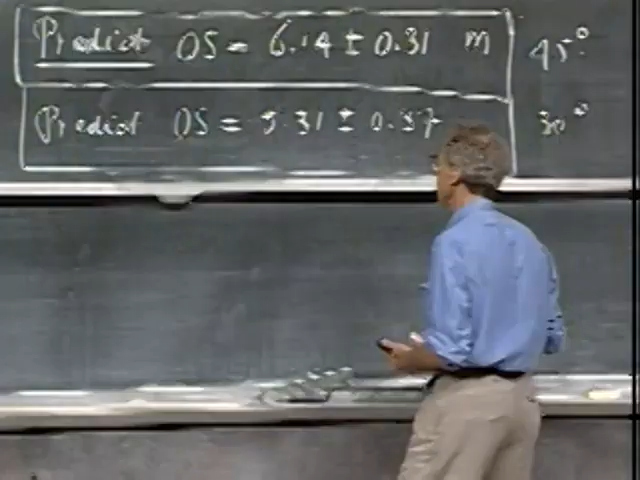 Predict OS = 6.14 ± 0.31 m 45°
Predict OS = 5.31 ± 0.37 30°